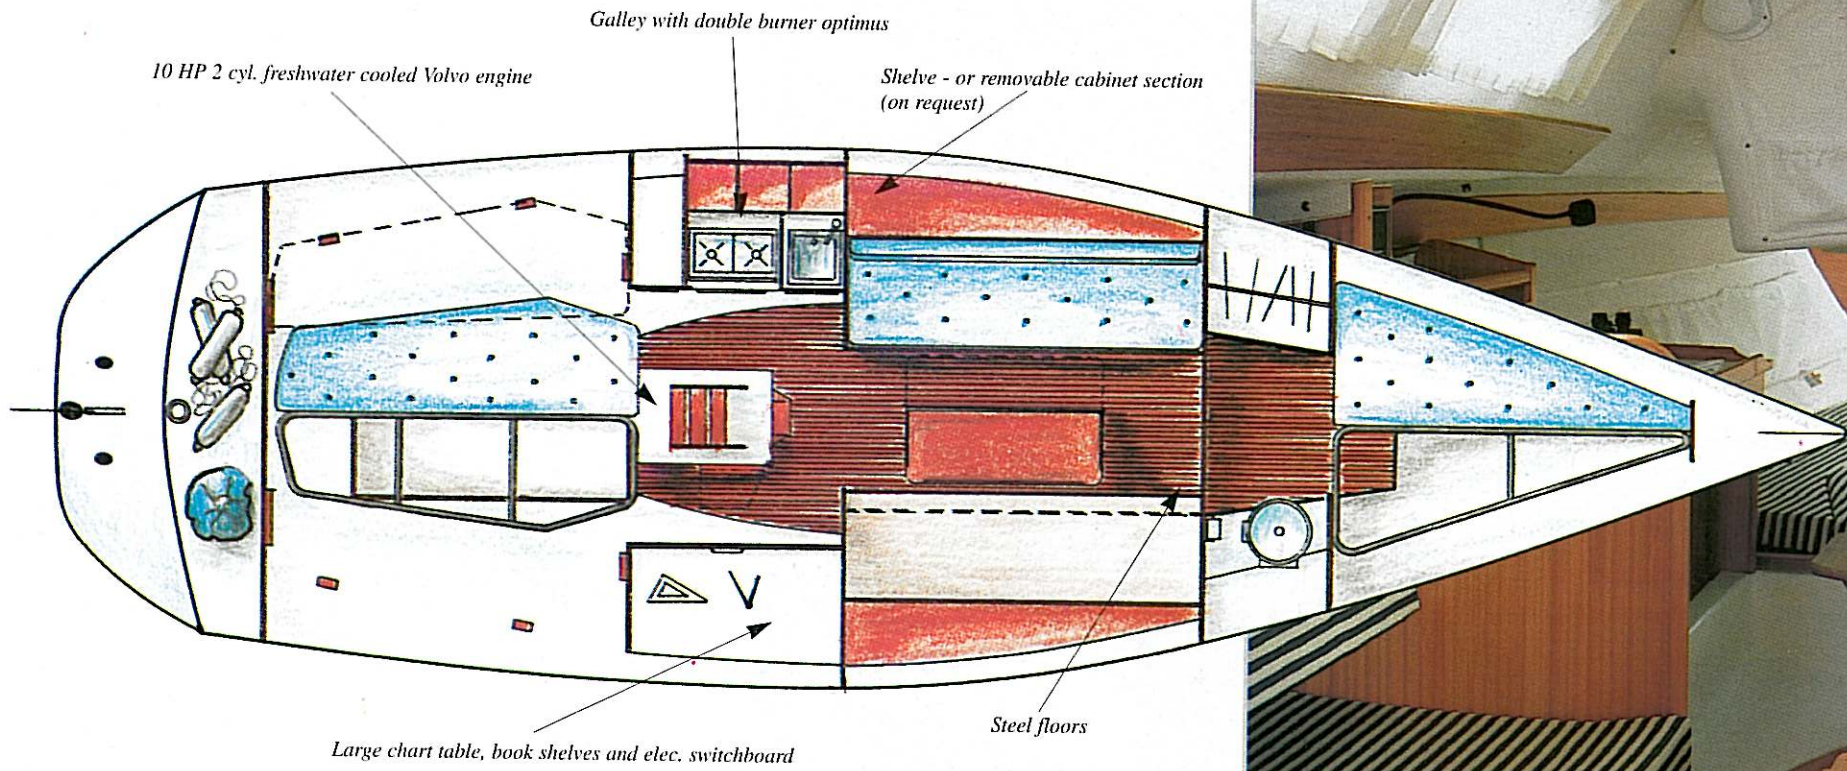 Galley with double burner optimus
10 HP 2 cyl. freshwater cooled Volvo engine
Shelve - or removable cabinet section
(on request)
Steel floors
Large chart table, book shelves and elec. switchboard